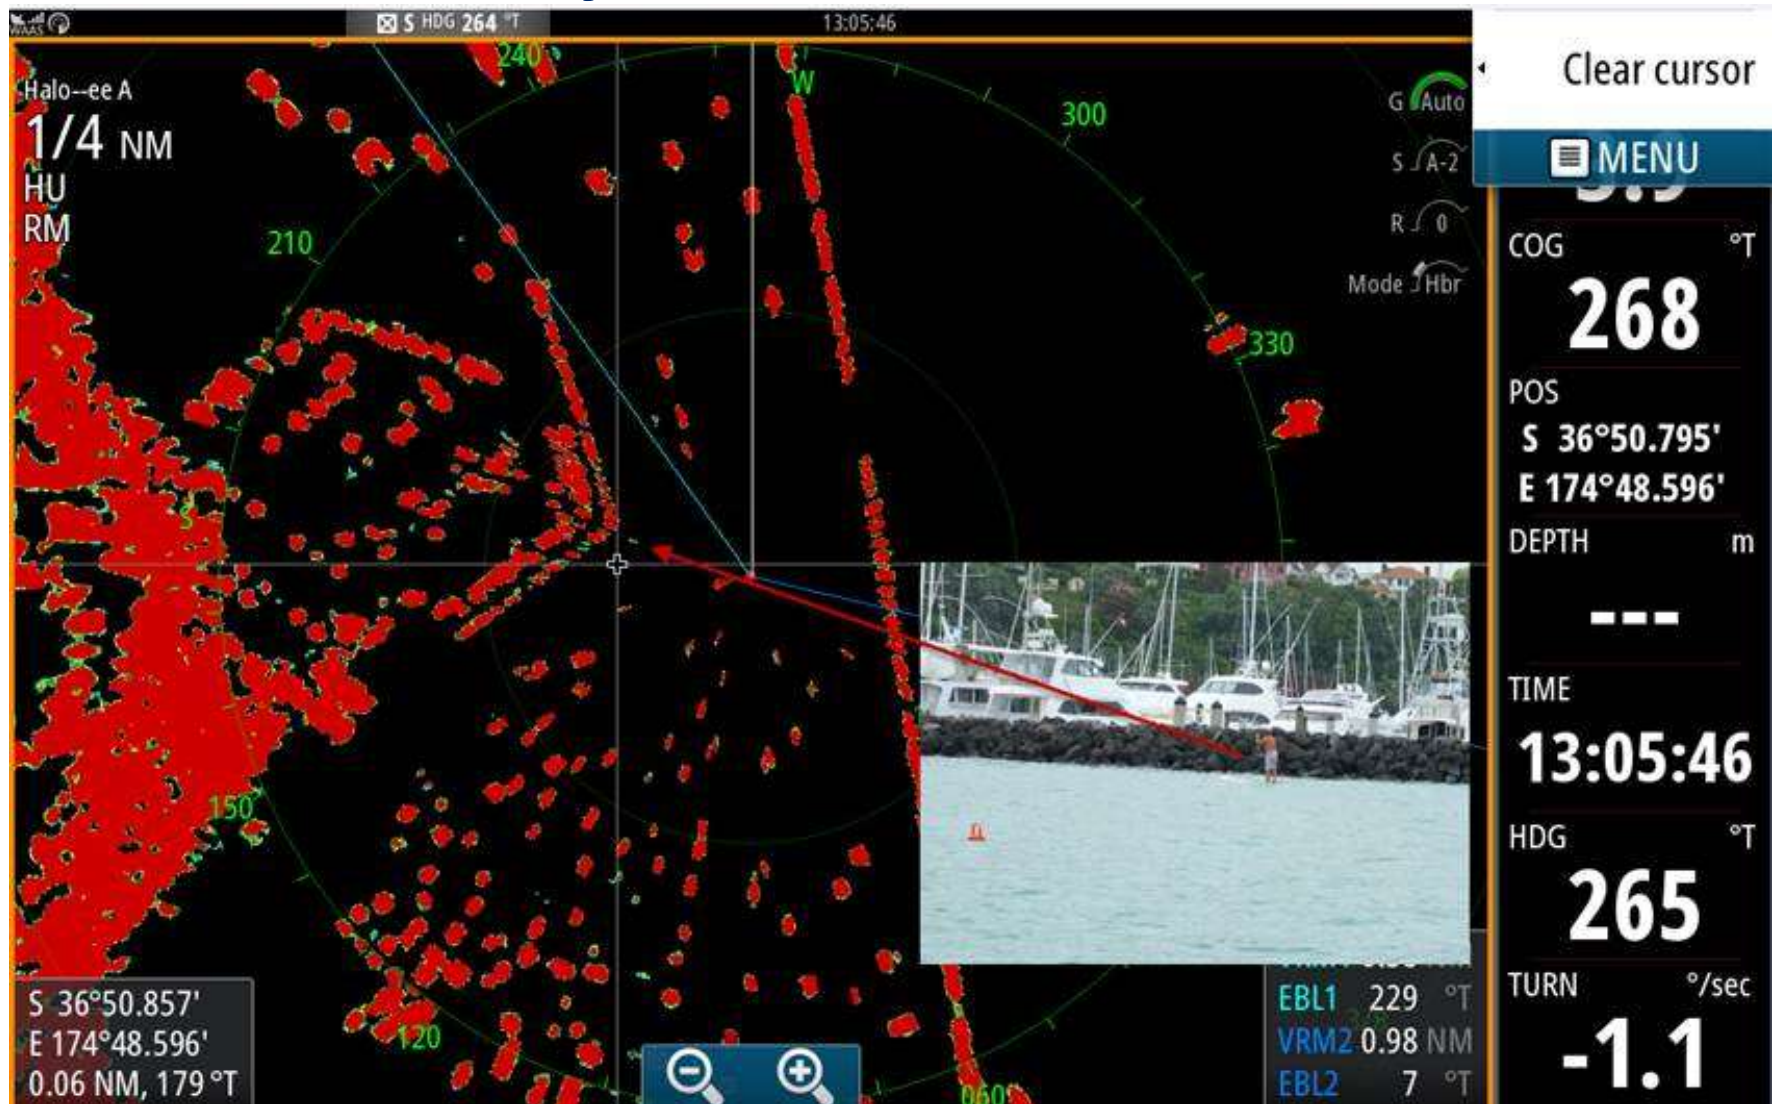 WAAS
S HDG 264 °T
13:05:46
Clear cursor
MENU
Halo--ee A
1/4 NM
HU
RM
G Auto
S A-2
R 0
Mode Hbr
240
W
300
210
330
S
150
120
060
COG °T
268
POS
S 36°50.795'
E 174°48.596'
DEPTH m
---
TIME
13:05:46
HDG °T
265
TURN °/sec
-1.1
S 36°50.857'
E 174°48.596'
0.06 NM, 179 °T
EBL1 229 °T
VRM2 0.98 NM
EBL2 7 °T